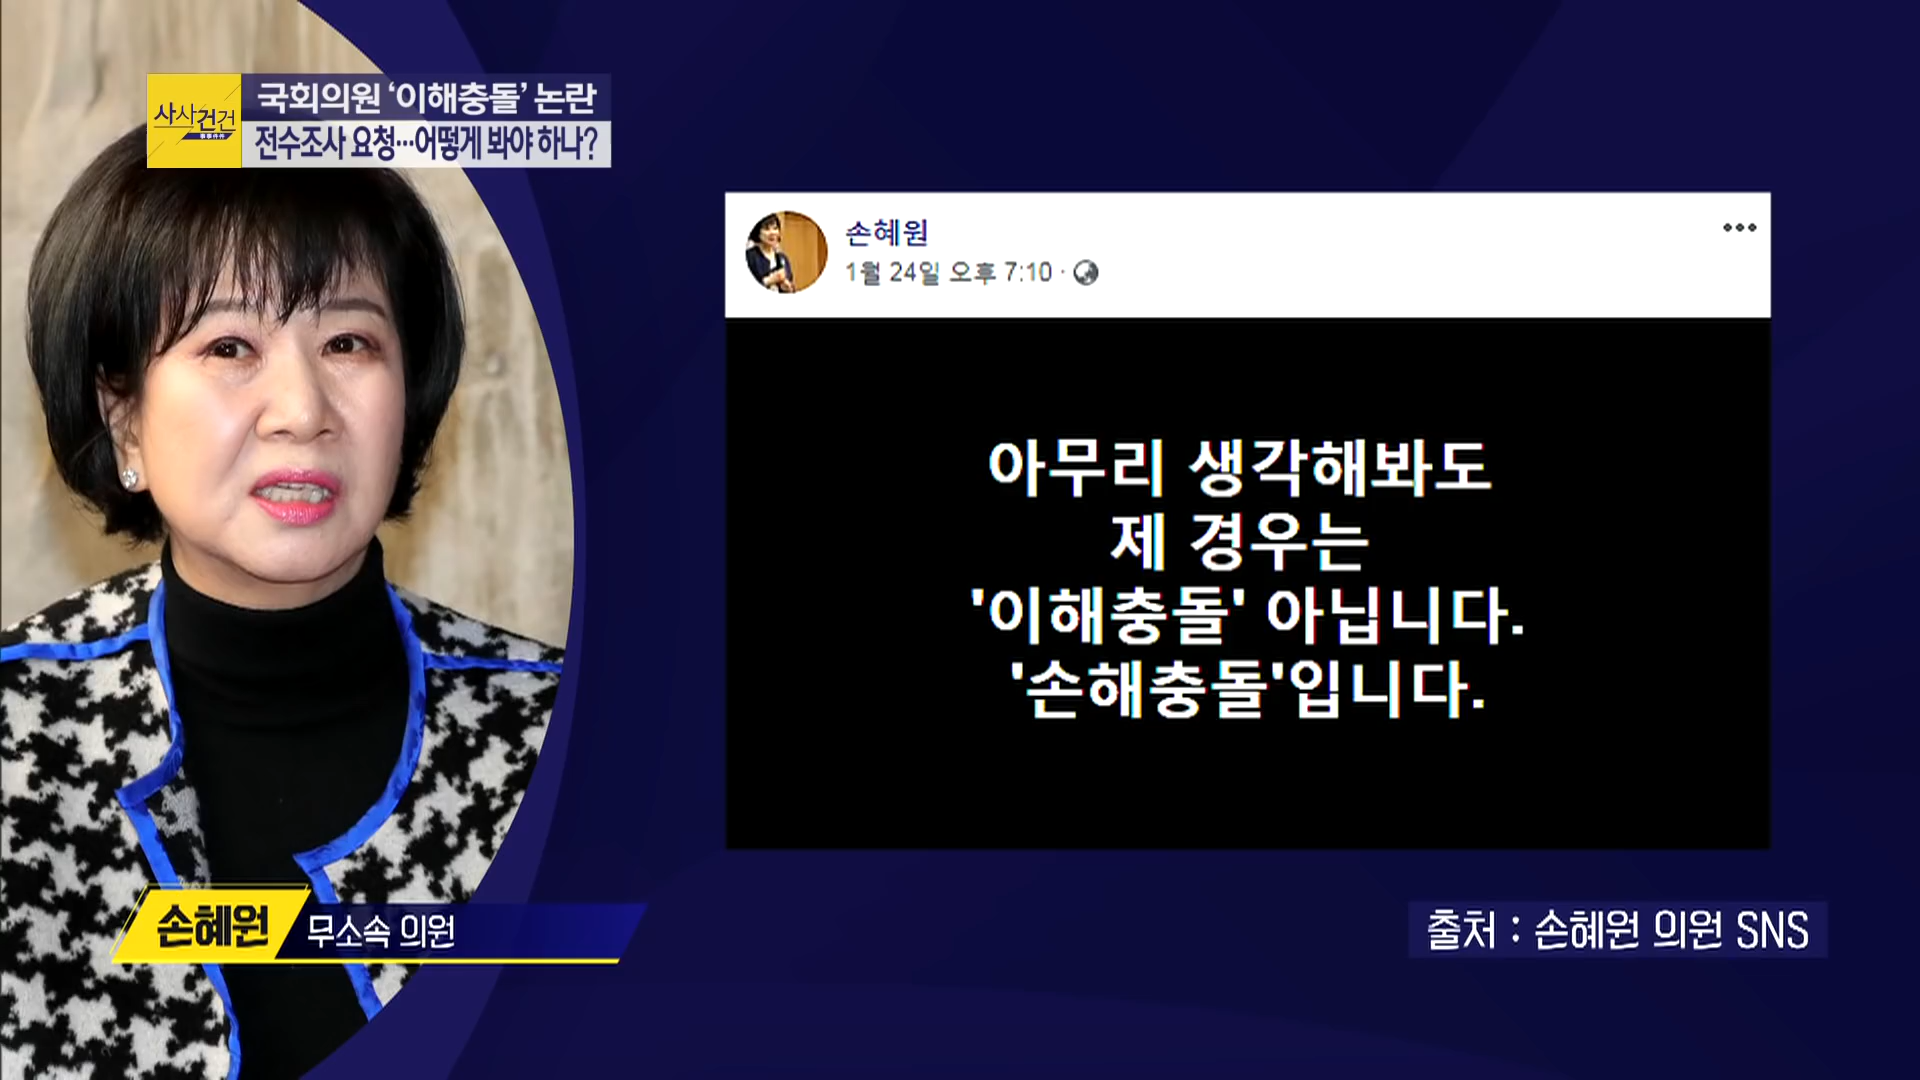 사사건건
事事件件
국회의원 ‘이해충돌’ 논란
전수조사 요청…어떻게 봐야 하나?
손혜원
1월 24일 오후 7:10 ·
아무리 생각해봐도
제 경우는
'이해충돌' 아닙니다.
'손해충돌'입니다.
손혜원 무소속 의원
출처 : 손혜원 의원 SNS